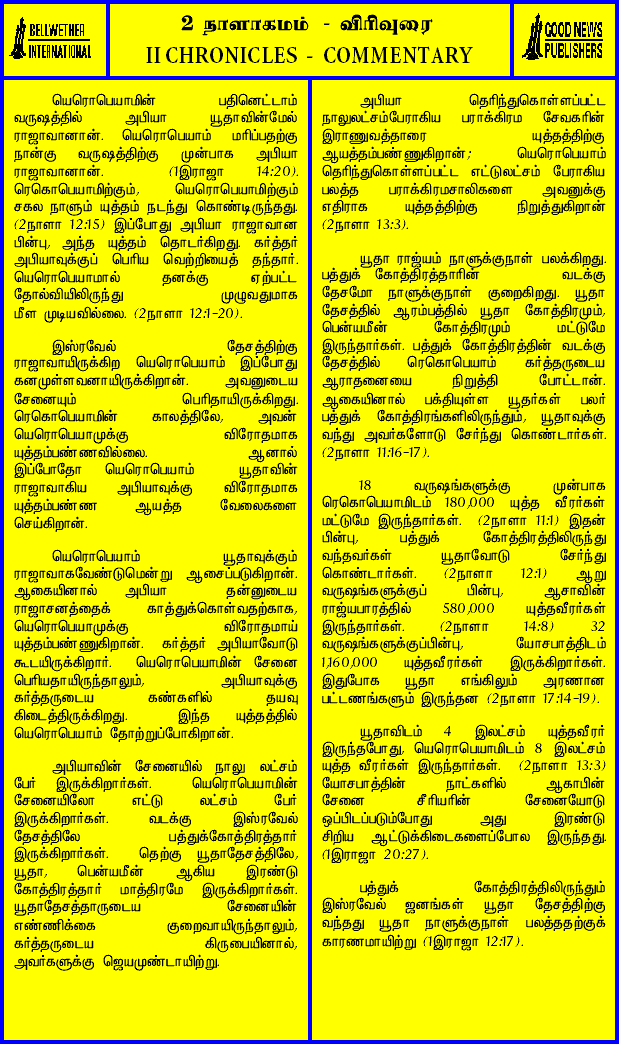 BELLWETHER
INTERNATIONAL
2 நாளாகமம் - விரிவுரை
II CHRONICLES - COMMENTARY
GOOD NEWS
PUBLISHERS
யெரொபெயாமின் பதினெட்டாம்
வருஷத்தில் அபியா யூதாவின்மேல்
ராஜாவானான். யெரொபெயாம் மரிப்பதற்கு
நான்கு வருஷத்திற்கு முன்பாக அபியா
ராஜாவானான். (1இராஜா 14:20).
ரெகொபெயாமிற்கும், யெரொபெயாமிற்கும்
சகல நாளும் யுத்தம் நடந்து கொண்டிருந்தது.
(2நாளா 12:15) இப்போது அபியா ராஜாவான
பின்பு, அந்த யுத்தம் தொடர்கிறது. கர்த்தர்
அபியாவுக்குப் பெரிய வெற்றியைத் தந்தார்.
யெரொபெயாமால் தனக்கு ஏற்பட்ட
தோல்வியிலிருந்து முழுவதுமாக
மீள முடியவில்லை. (2நாளா 12:1-20).
இஸ்ரவேல் தேசத்திற்கு
ராஜாவாயிருக்கிற யெரொபெயாம் இப்போது
கனமுள்ளவனாயிருக்கிறான். அவனுடைய
சேனையும் பெரிதாயிருக்கிறது.
ரெகொபெயாமின் காலத்திலே, அவன்
யெரொபெயாமுக்கு விரோதமாக
யுத்தம்பண்ணவில்லை. ஆனால்
இப்போதோ யெரொபெயாம் யூதாவின்
ராஜாவாகிய அபியாவுக்கு விரோதமாக
யுத்தம்பண்ண ஆயத்த வேலைகளை
செய்கிறான்.
யெரொபெயாம் யூதாவுக்கும்
ராஜாவாகவேண்டுமென்று ஆசைப்படுகிறான்.
ஆகையினால் அபியா தன்னுடைய
ராஜாசனத்தைக் காத்துக்கொள்வதற்காக,
யெரொபெயாமுக்கு விரோதமாய்
யுத்தம்பண்ணுகிறான். கர்த்தர் அபியாவோடு
கூடயிருக்கிறார். யெரொபெயாமின் சேனை
பெரியதாயிருந்தாலும், அபியாவுக்கு
கர்த்தருடைய கண்களில் தயவு
கிடைத்திருக்கிறது. இந்த யுத்தத்தில்
யெரொபெயாம் தோற்றுப்போகிறான்.
அபியாவின் சேனையில் நாலு லட்சம்
பேர் இருக்கிறார்கள். யெரொபெயாமின்
சேனையிலோ எட்டு லட்சம் பேர்
இருக்கிறார்கள். வடக்கு இஸ்ரவேல்
தேசத்திலே பத்துக்கோத்திரத்தார்
இருக்கிறார்கள். தெற்கு யூதாதேசத்திலே,
யூதா, பென்யமீன் ஆகிய இரண்டு
கோத்திரத்தார் மாத்திரமே இருக்கிறார்கள்.
யூதாதேசத்தாருடைய சேனையின்
எண்ணிக்கை குறைவாயிருந்தாலும்,
கர்த்தருடைய கிருபையினால்,
அவர்களுக்கு ஜெயமுண்டாயிற்று.
அபியா தெரிந்துகொள்ளப்பட்ட
நாலுலட்சம்பேராகிய பராக்கிரம சேவகரின்
இராணுவத்தாரை யுத்தத்திற்கு
ஆயத்தம்பண்ணுகிறான்; யெரொபெயாம்
தெரிந்துகொள்ளப்பட்ட எட்டுலட்சம் பேராகிய
பலத்த பராக்கிரமசாலிகளை அவனுக்கு
எதிராக யுத்தத்திற்கு நிறுத்துகிறான்
(2நாளா 13:3).
யூதா ராஜ்யம் நாளுக்குநாள் பலக்கிறது.
பத்துக் கோத்திரத்தாரின் வடக்கு
தேசமோ நாளுக்குநாள் குறைகிறது. யூதா
தேசத்தில் ஆரம்பத்தில் யூதா கோத்திரமும்,
பென்யமீன் கோத்திரமும் மட்டுமே
இருந்தார்கள். பத்துக் கோத்திரத்தின் வடக்கு
தேசத்தில் ரெகொபெயாம் கர்த்தருடைய
ஆராதனையை நிறுத்தி போட்டான்.
ஆகையினால் பக்தியுள்ள யூதர்கள் பலர்
பத்துக் கோத்திரங்களிலிருந்தும், யூதாவுக்கு
வந்து அவர்களோடு சேர்ந்து கொண்டார்கள்.
(2நாளா 11:16-17).
18 வருஷங்களுக்கு முன்பாக
ரெகொபெயாமிடம் 180,000 யுத்த வீரர்கள்
மட்டுமே இருந்தார்கள். (2நாளா 11:1) இதன்
பின்பு, பத்துக் கோத்திரத்திலிருந்து
வந்தவர்கள் யூதாவோடு சேர்ந்து
கொண்டார்கள். (2நாளா 12:1) ஆறு
வருஷங்களுக்குப் பின்பு, ஆசாவின்
ராஜ்யபாரத்தில் 580,000 யுத்தவீரர்கள்
இருந்தார்கள். (2நாளா 14:8) 32
வருஷங்களுக்குப்பின்பு, யோசபாத்திடம்
1,160,000 யுத்தவீரர்கள் இருக்கிறார்கள்.
இதுபோக யூதா எங்கிலும் அரணான
பட்டணங்களும் இருந்தன (2நாளா 17:14-19).
யூதாவிடம் 4 இலட்சம் யுத்தவீரர்
இருந்தபோது, யெரொபெயாமிடம் 8 இலட்சம்
யுத்த வீரர்கள் இருந்தார்கள். (2நாளா 13:3)
யோசபாத்தின் நாட்களில் ஆகாபின்
சேனை சீரியரின் சேனையோடு
ஒப்பிடப்படும்போது அது இரண்டு
சிறிய ஆட்டுக்கிடைகளைப்போல இருந்தது.
(1இராஜா 20:27).
பத்துக் கோத்திரத்திலிருந்தும்
இஸ்ரவேல் ஜனங்கள் யூதா தேசத்திற்கு
வந்தது யூதா நாளுக்குநாள் பலத்ததற்குக்
காரணமாயிற்று (1இராஜா 12:17).